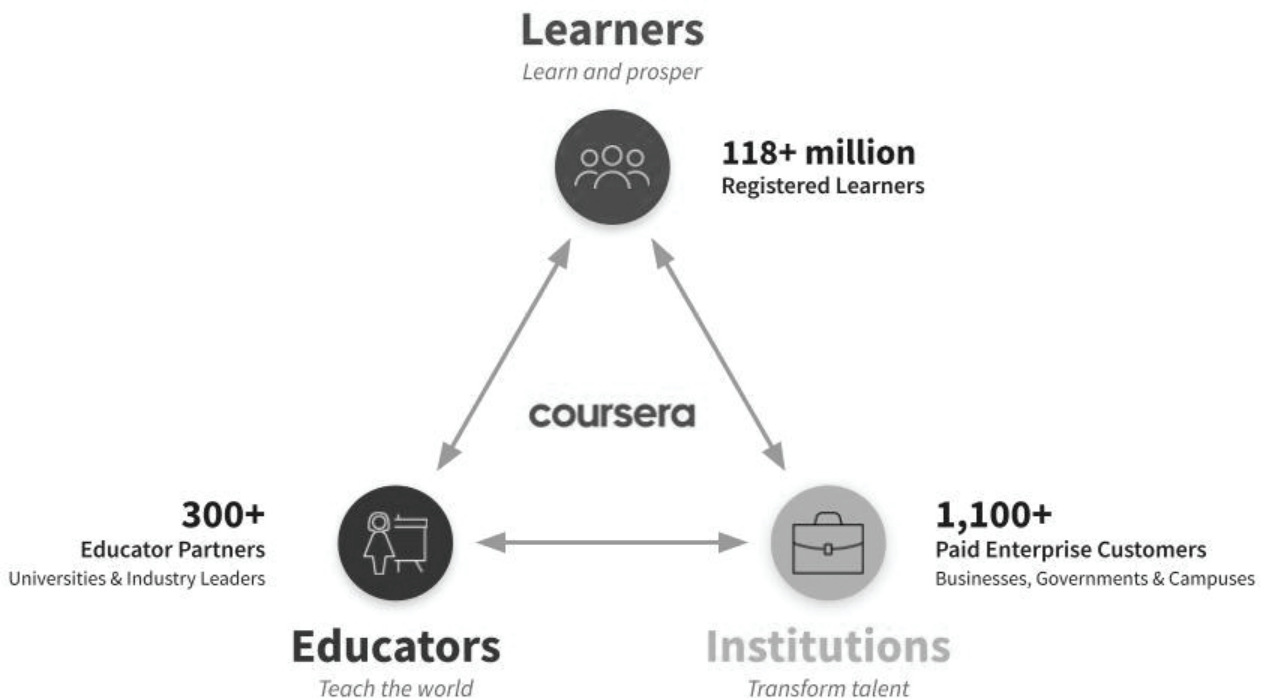 Learners
Learn and prosper
118+ million
Registered Learners
coursera
300+
Educator Partners
Universities & Industry Leaders
1,100+
Paid Enterprise Customers
Businesses, Governments & Campuses
Educators
Teach the world
Institutions
Transform talent